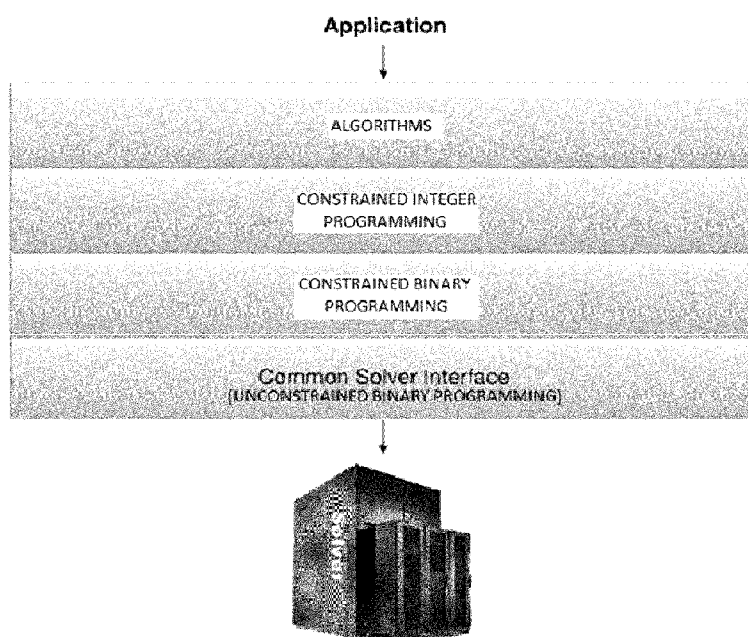 Application
ALGORITHMS
CONSTRAINED INTEGER
PROGRAMMING
CONSTRAINED BINARY
PROGRAMMING
Common Solver Interface
[UNCONSTRAINED BINARY PROGRAMMING]